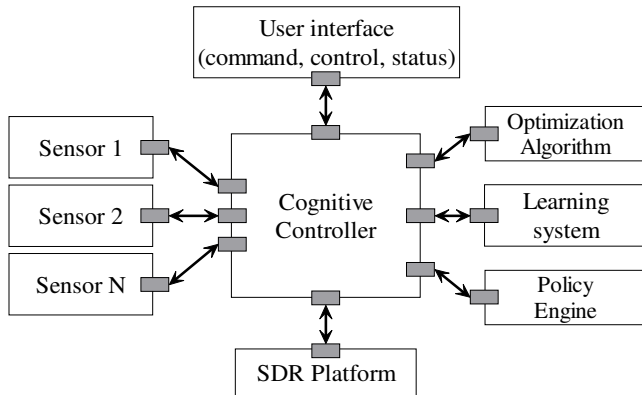 User interface
(command, control, status)
Sensor 1
Sensor 2
Sensor N
Cognitive
Controller
Optimization
Algorithm
Learning
system
Policy
Engine
SDR Platform